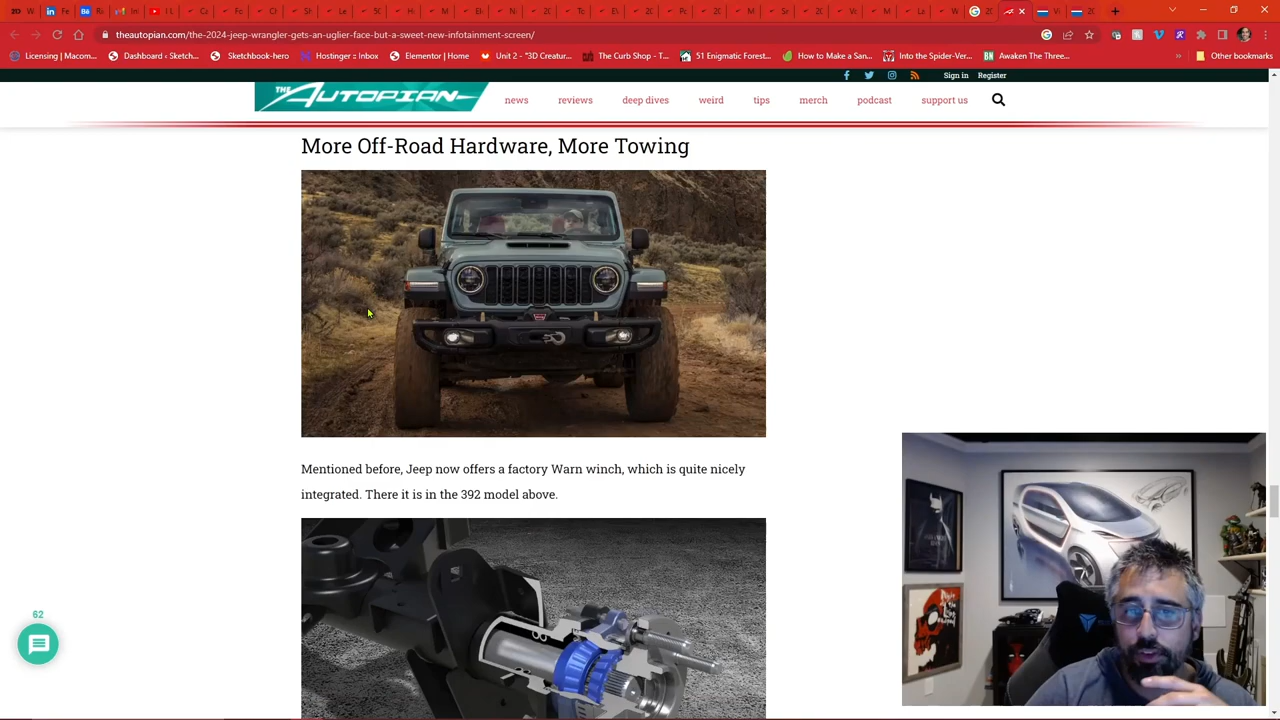 theautopian.com/the-2024-jeep-wrangler-gets-an-uglier-face-but-a-sweet-new-infotainment-screen/
Licensing | Macom...
Dashboard ‹ Sketch...
Sketchbook-hero
Hostinger :: Inbox
Elementor | Home
Unit 2 - "3D Creatur...
The Curb Shop - T...
51 Enigmatic Forest...
How to Make a San...
Into the Spider-Ver...
Awaken The Three...
»
Other bookmarks
Sign in
Register
THE AUTOPIAN
news
reviews
deep dives
weird
tips
merch
podcast
support us
More Off-Road Hardware, More Towing
Mentioned before, Jeep now offers a factory Warn winch, which is quite nicely
integrated. There it is in the 392 model above.
62